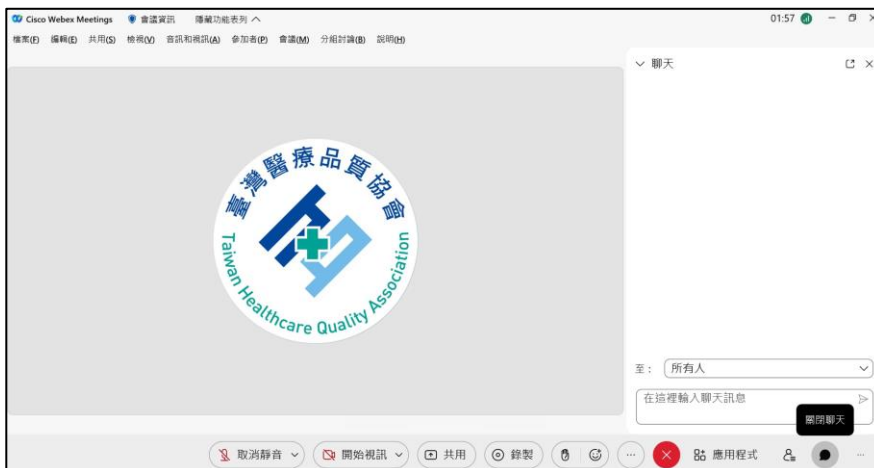 Cisco Webex Meetings 會議資訊 隱藏功能表列 01:57
檔案(F) 編輯(E) 共用(S) 檢視(V) 音訊和視訊(A) 參加者(P) 會議(M) 分組討論(B) 說明(H)
聊天
臺灣醫療品質協會
Taiwan Healthcare Quality Association
至： 所有人
在這裡輸入聊天訊息
關閉聊天
取消靜音 開始視訊 共用 錄製 應用程式